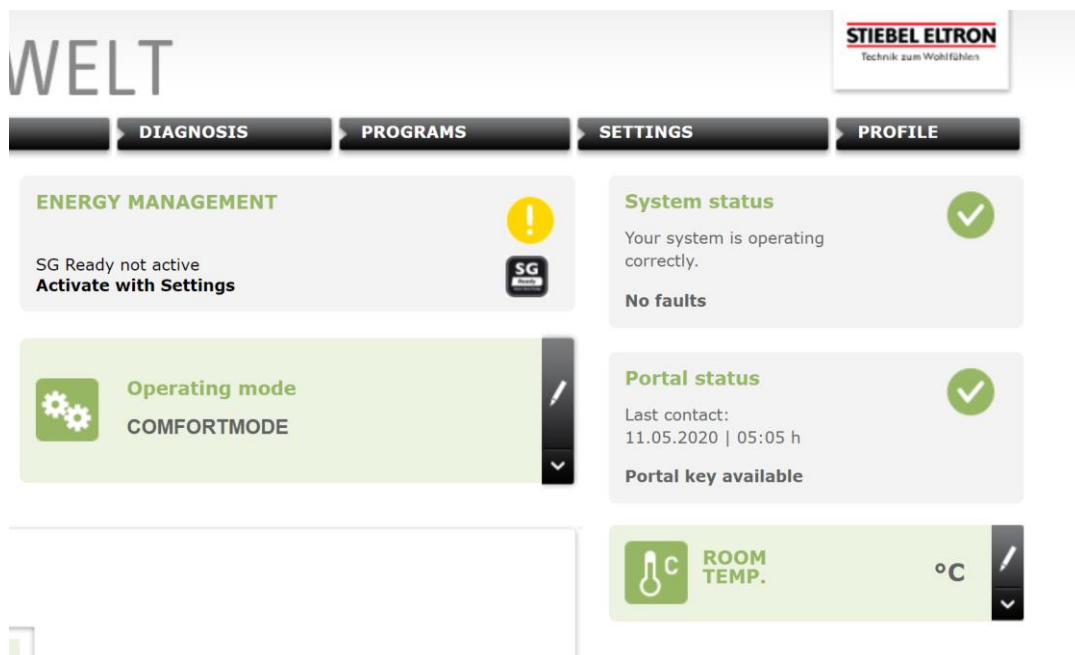 WELT
STIEBEL ELTRON
Technik zum Wohlfühlen
DIAGNOSIS
PROGRAMS
SETTINGS
PROFILE
ENERGY MANAGEMENT
SG Ready not active
Activate with Settings
SG
Ready
System status
Your system is operating
correctly.
No faults
Operating mode
COMFORTMODE
Portal status
Last contact:
11.05.2020 | 05:05 h
Portal key available
C
ROOM
TEMP.
°C